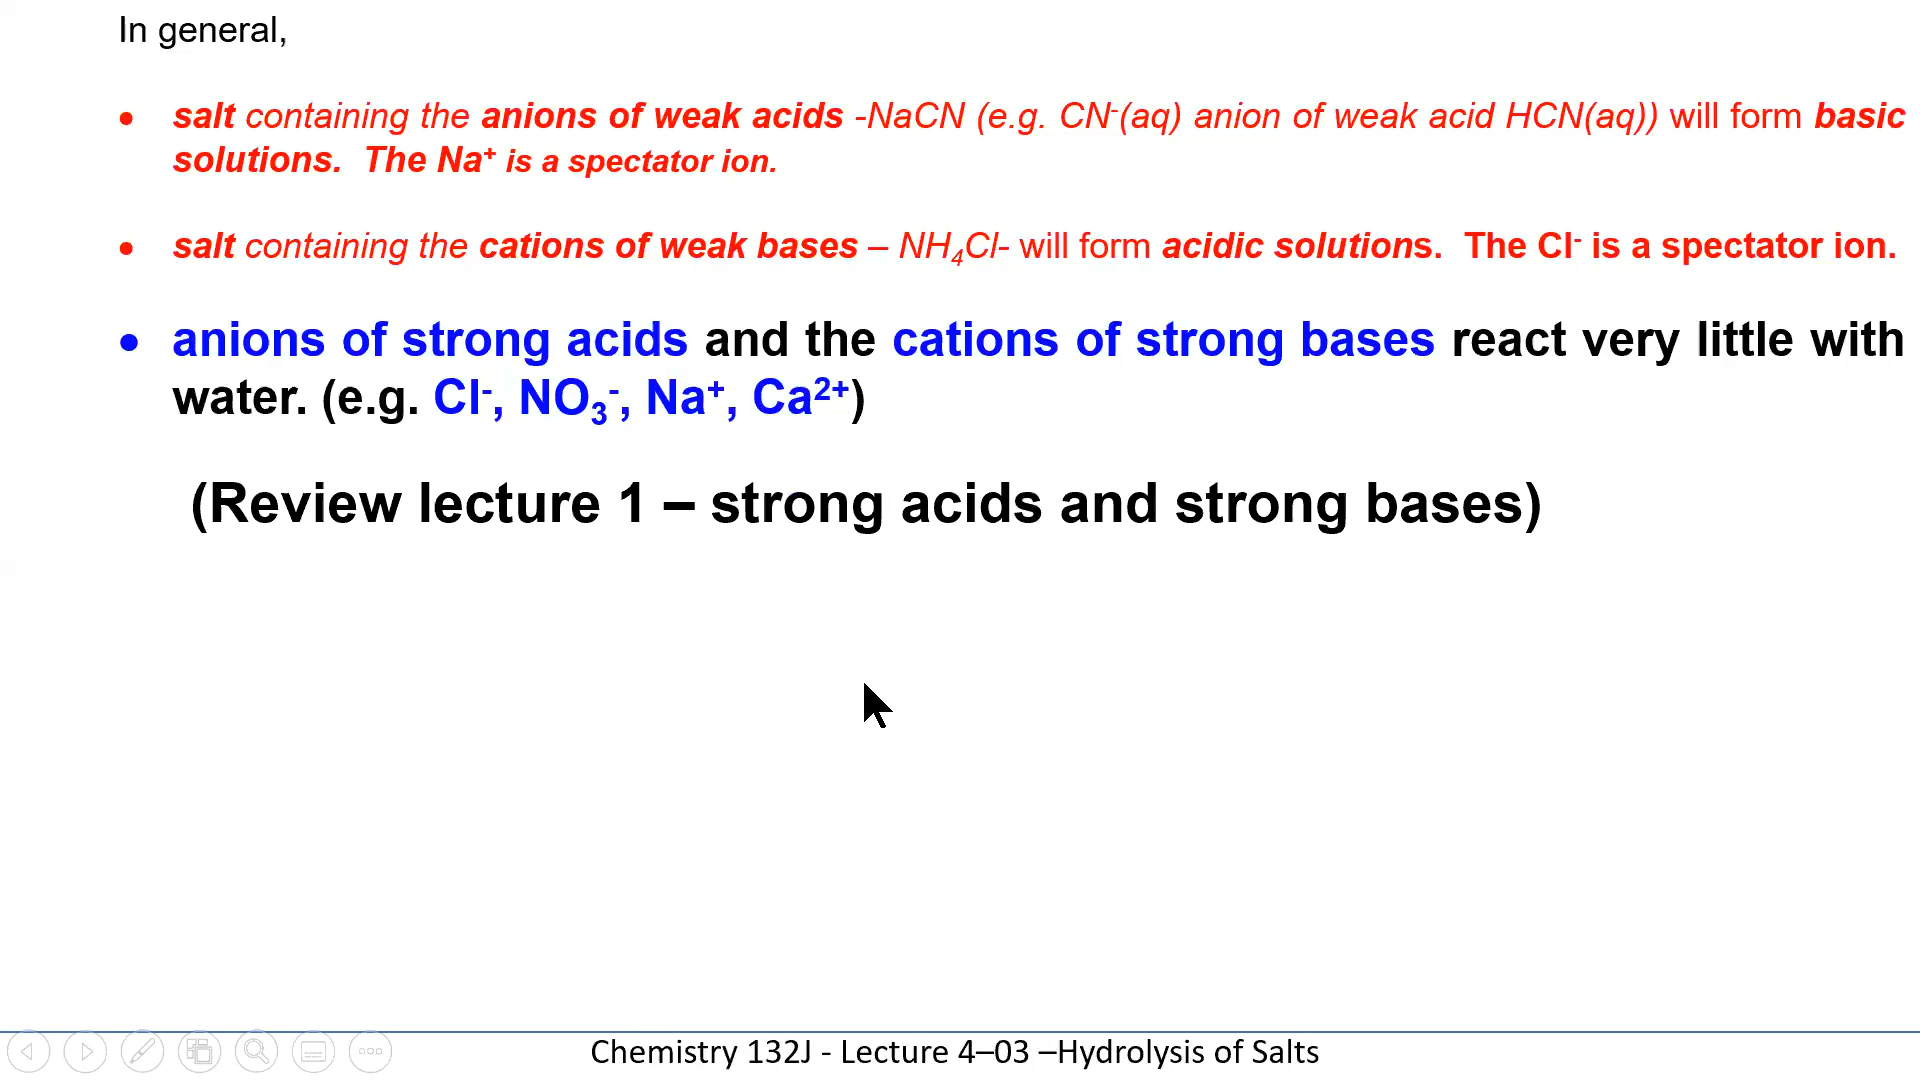 In general,
• salt containing the anions of weak acids -NaCN (e.g. CN⁻(aq) anion of weak acid HCN(aq)) will form basic
solutions. The Na⁺ is a spectator ion.
• salt containing the cations of weak bases – NH₄Cl- will form acidic solutions. The Cl⁻ is a spectator ion.
• anions of strong acids and the cations of strong bases react very little with
water. (e.g. Cl⁻, NO₃⁻, Na⁺, Ca²⁺)
(Review lecture 1 – strong acids and strong bases)
Chemistry 132J - Lecture 4–03 –Hydrolysis of Salts